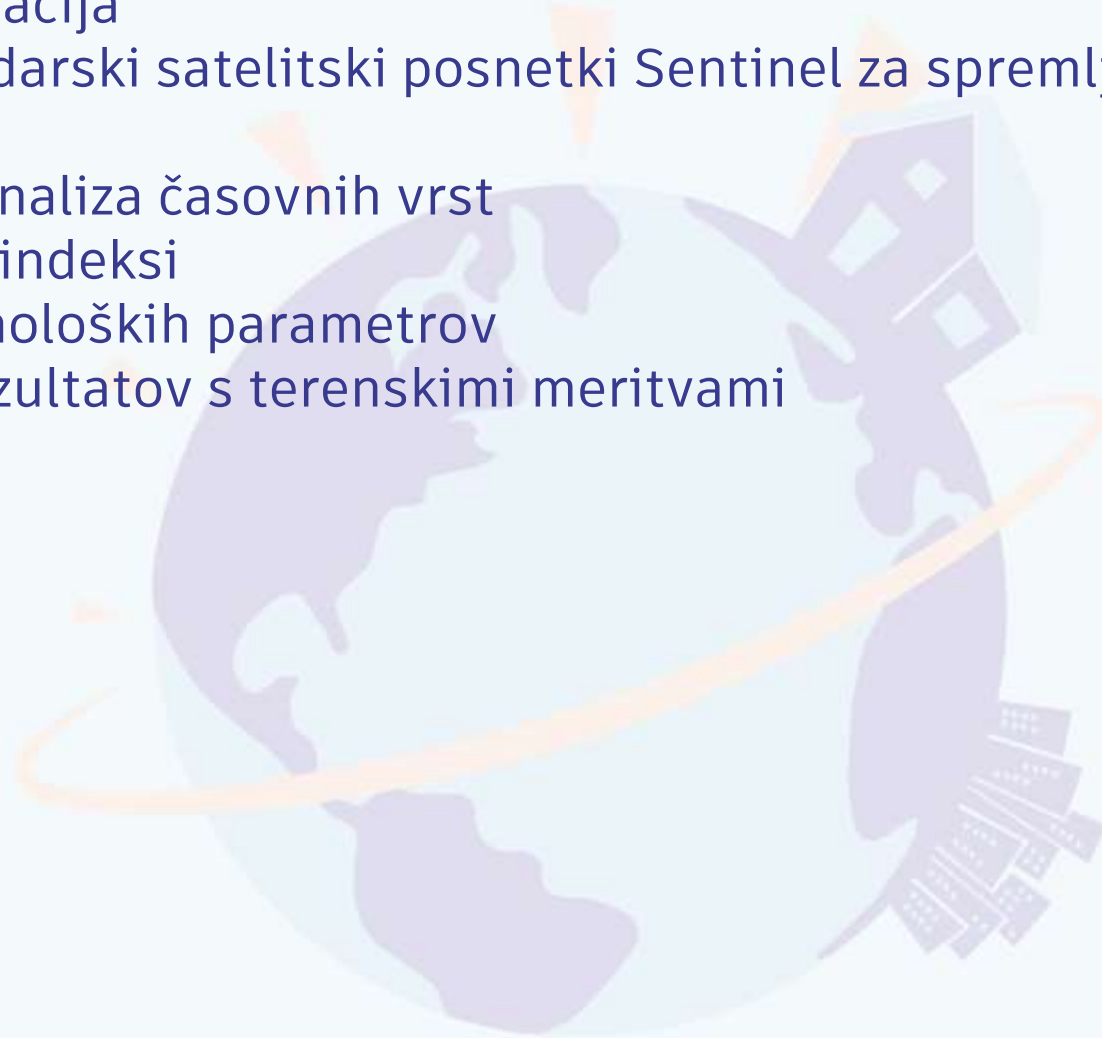 acija
darski satelitski posnetki Sentinel za spremlj
naliza časovnih vrst
indeksi
noloških parametrov
zultatov s terenskimi meritvami